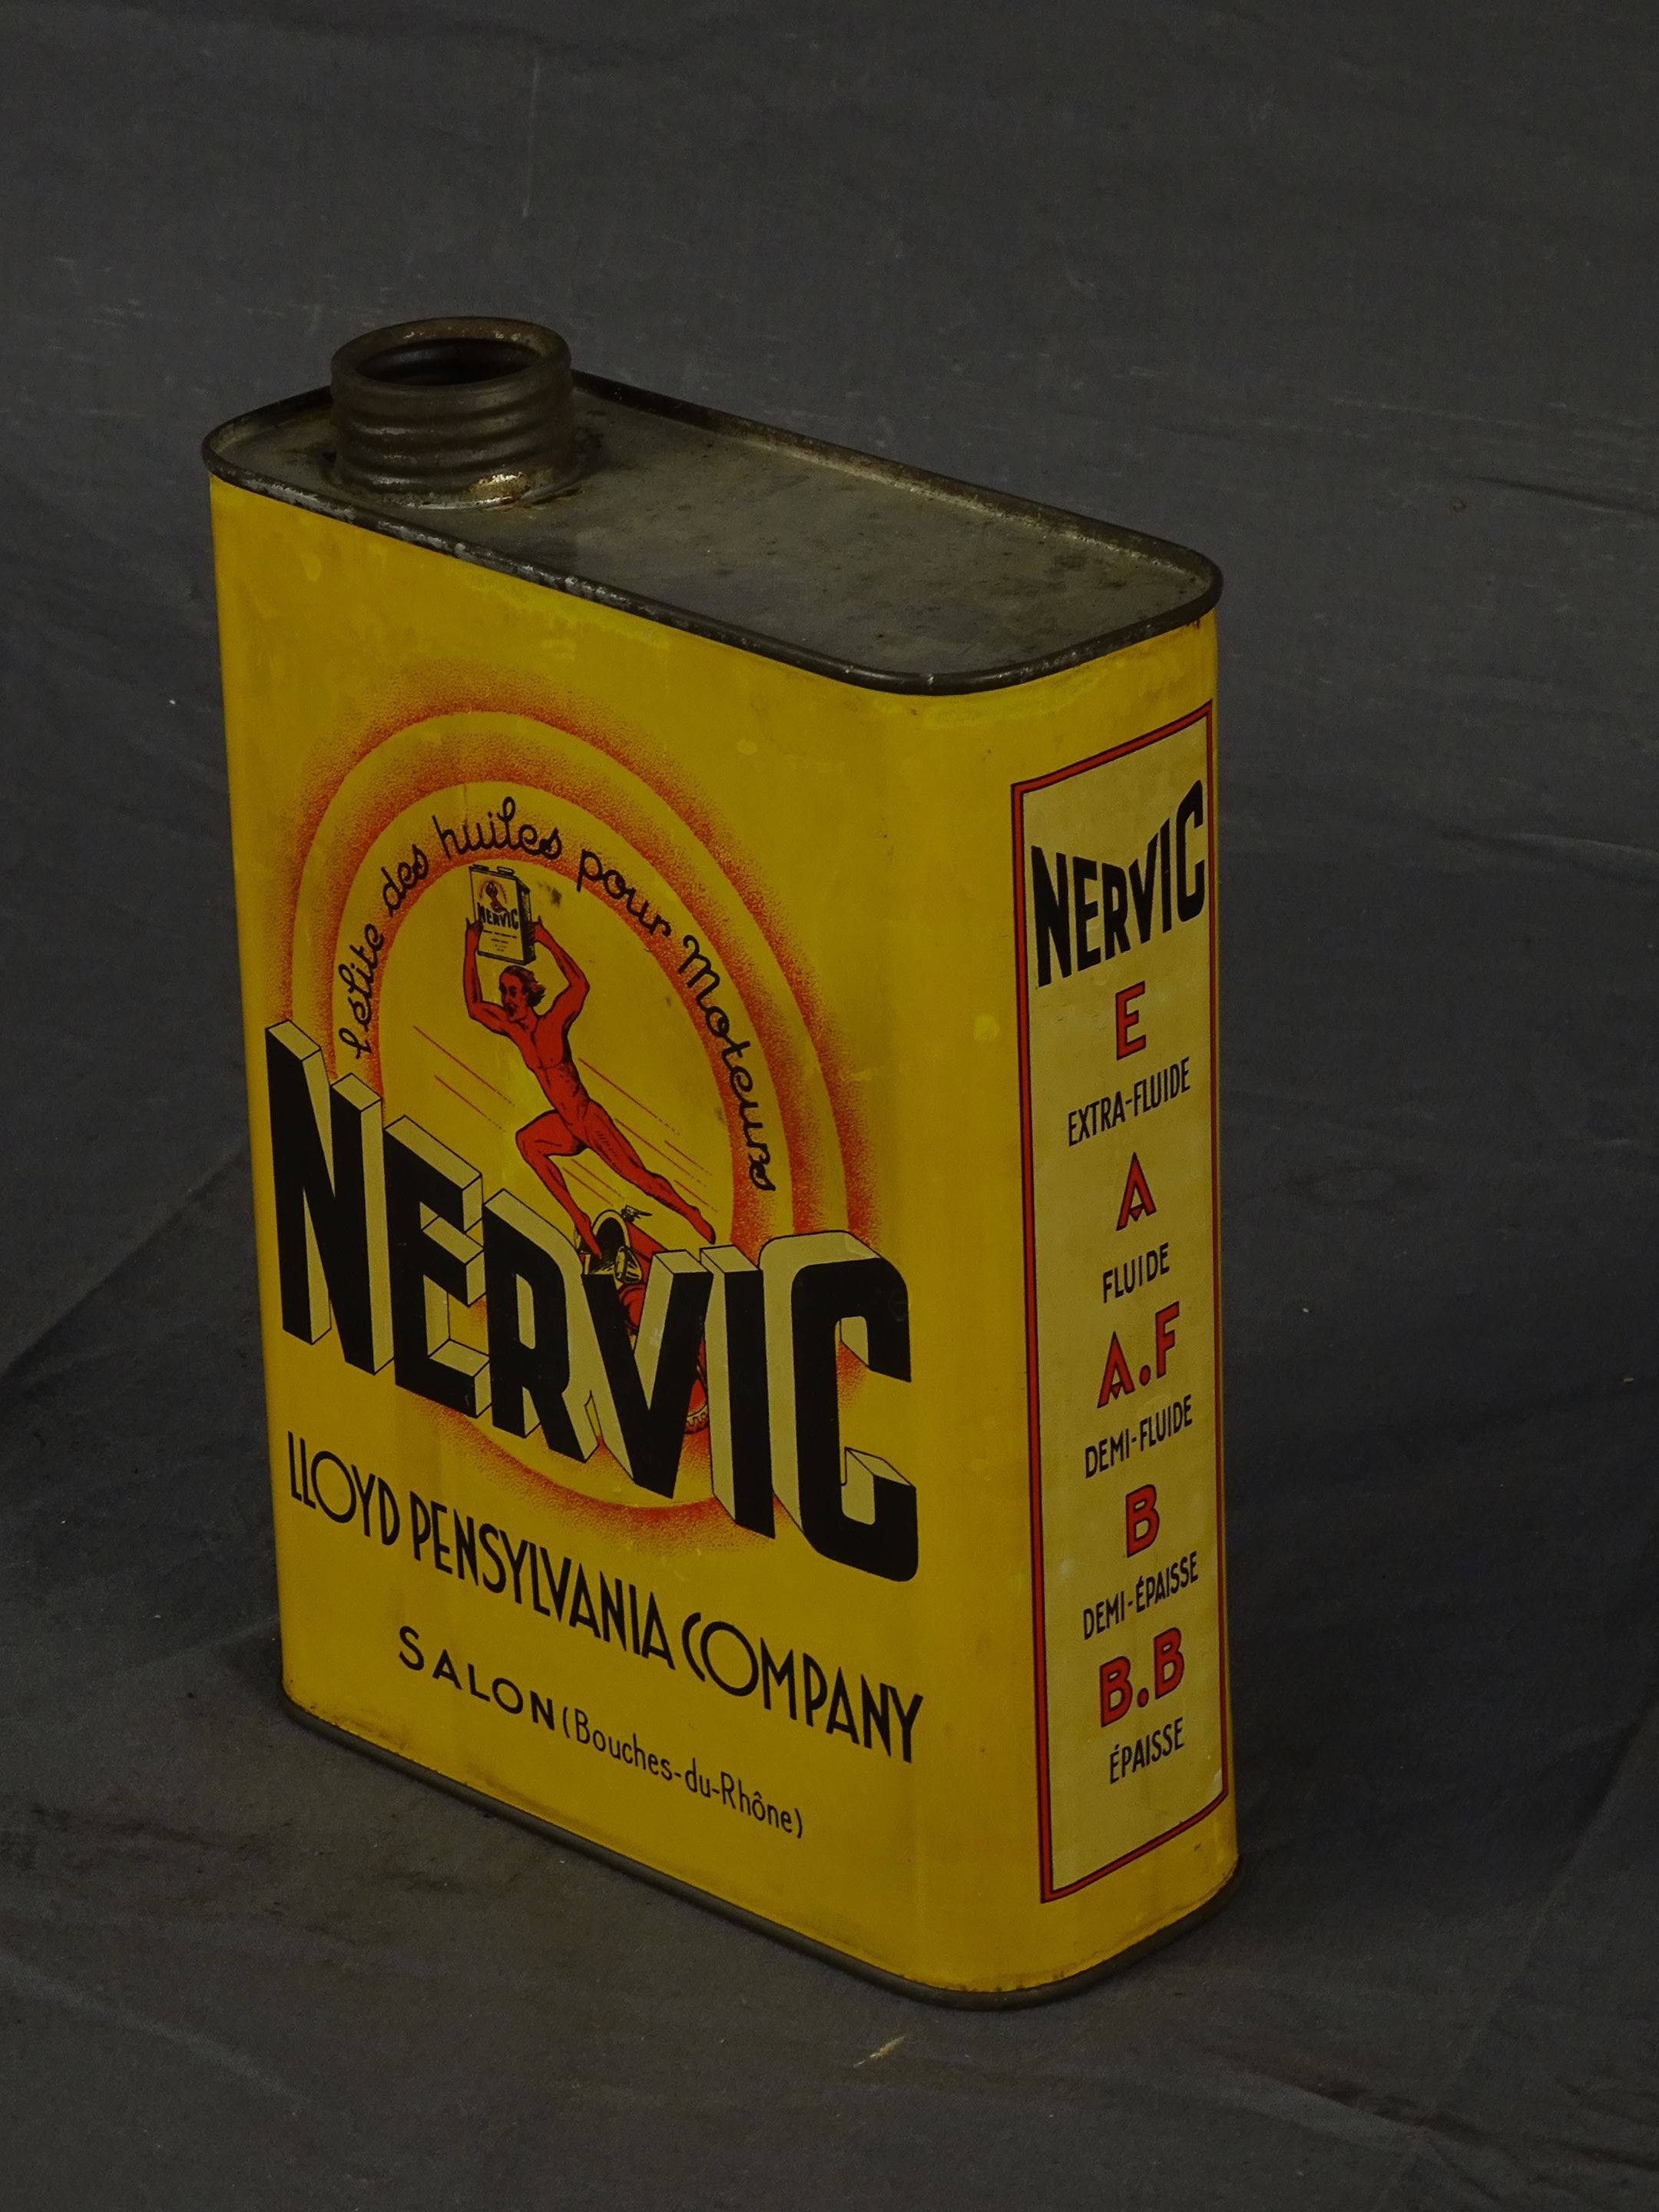 l'élite des huiles pour Moteurs
NERVIC
NERVIC
LLOYD PENSYLVANIA COMPANY
SALON (Bouches-du-Rhône)
NERVIC
E
EXTRA-FLUIDE
A
FLUIDE
A.F
DEMI-FLUIDE
B
DEMI-ÉPAISSE
B.B
ÉPAISSE